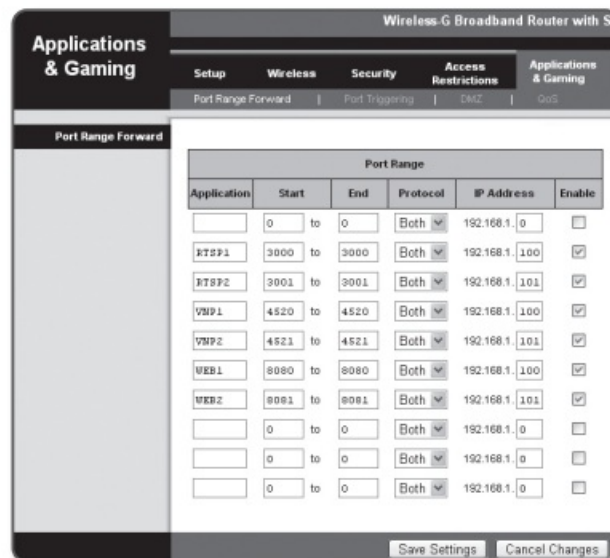 Wireless-G Broadband Router with S
Applications
& Gaming
Setup Wireless Security Access Restrictions Applications & Gaming
Port Range Forward | Port Triggering | DMZ | QoS
Port Range Forward
Port Range
Application Start End Protocol IP Address Enable
0 to 0 Both 192.168.1. 0
RTSP1 3000 to 3000 Both 192.168.1. 100
RTSP2 3001 to 3001 Both 192.168.1. 101
VNP1 4520 to 4520 Both 192.168.1. 100
VNP2 4521 to 4521 Both 192.168.1. 101
WEB1 8080 to 8080 Both 192.168.1. 100
WEB2 8081 to 8081 Both 192.168.1. 101
0 to 0 Both 192.168.1. 0
0 to 0 Both 192.168.1. 0
0 to 0 Both 192.168.1. 0
Save Settings Cancel Changes